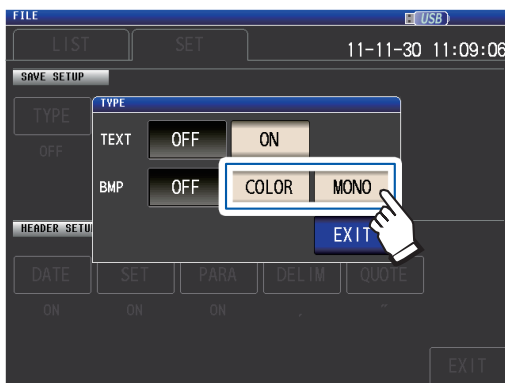 FILE USB
LIST SET 11-11-30 11:09:06
SAVE SETUP
TYPE
OFF
TYPE
TEXT OFF ON
BMP OFF COLOR MONO
EXIT
HEADER SETU
DATE SET PARA DELIM QUOTE
ON ON ON , ~
EXIT